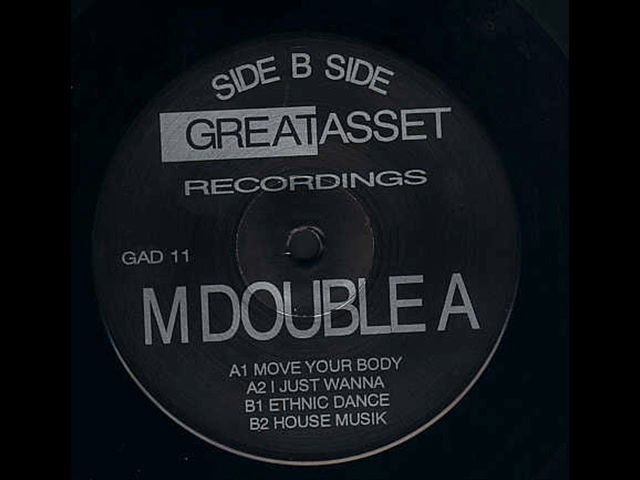 SIDE B SIDE
GREATASSET
RECORDINGS
GAD 11
M DOUBLE A
A1 MOVE YOUR BODY
A2 I JUST WANNA
B1 ETHNIC DANCE
B2 HOUSE MUSIK